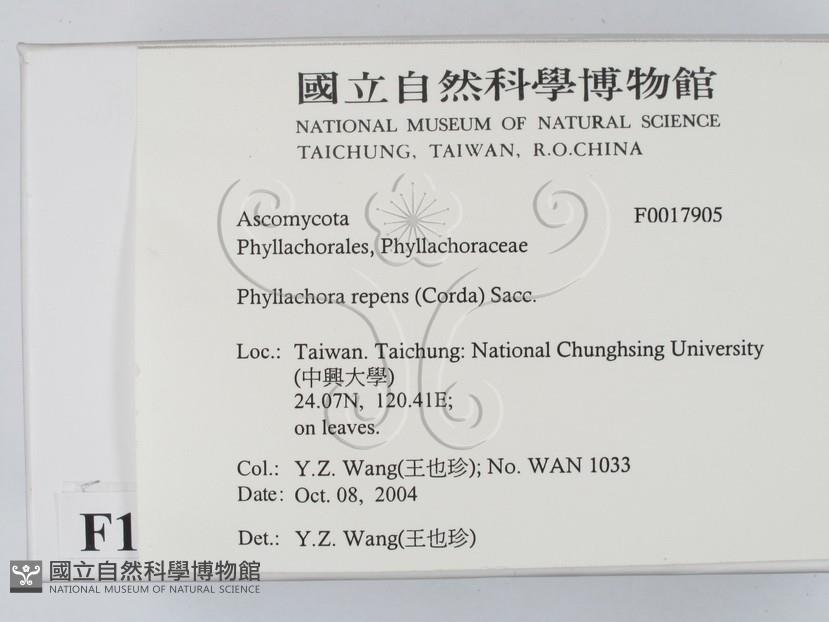 國立自然科學博物館
NATIONAL MUSEUM OF NATURAL SCIENCE
TAICHUNG, TAIWAN, R.O.CHINA
Ascomycota F0017905
Phyllachorales, Phyllachoraceae
Phyllachora repens (Corda) Sacc.
Loc.: Taiwan. Taichung: National Chunghsing University
(中興大學)
24.07N, 120.41E;
on leaves.
Col.: Y.Z. Wang(王也珍); No. WAN 1033
Date: Oct. 08, 2004
Det.: Y.Z. Wang(王也珍)
F1
國立自然科學博物館
NATIONAL MUSEUM OF NATURAL SCIENCE